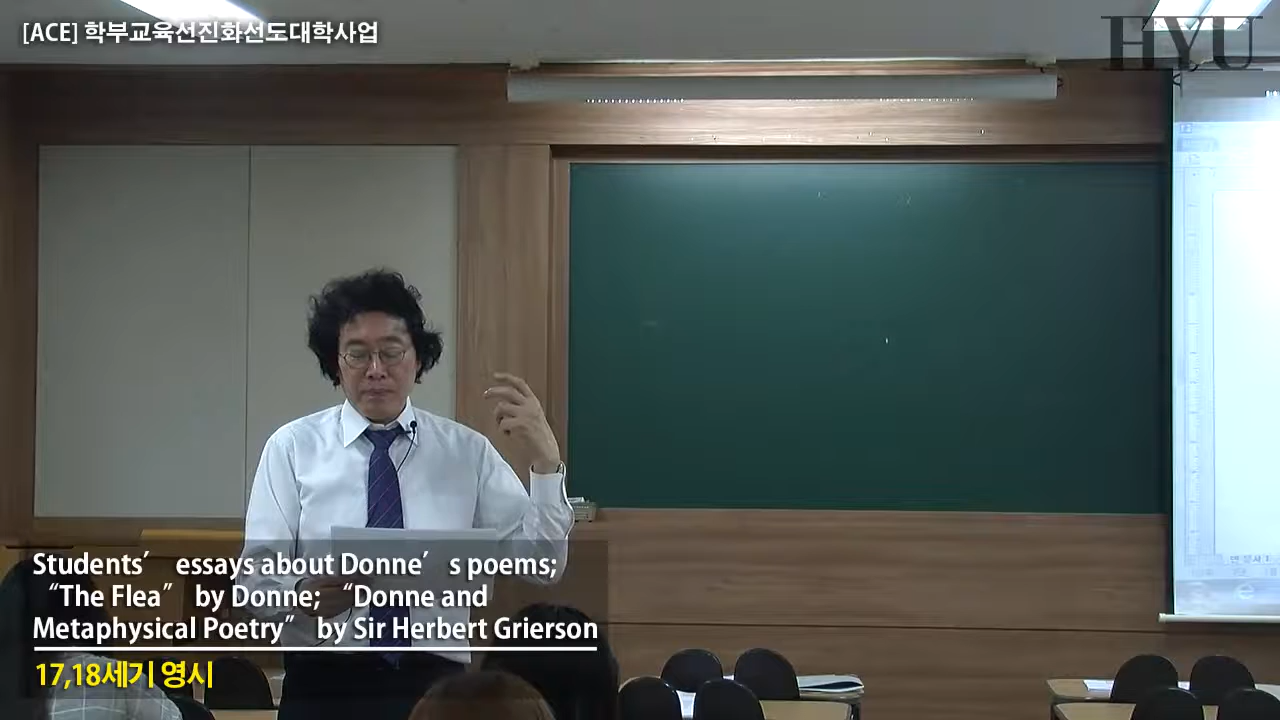 [ACE] 학부교육선진화선도대학사업
HYU
Students’ essays about Donne’s poems;
“The Flea” by Donne; “Donne and
Metaphysical Poetry” by Sir Herbert Grierson
17,18세기 영시